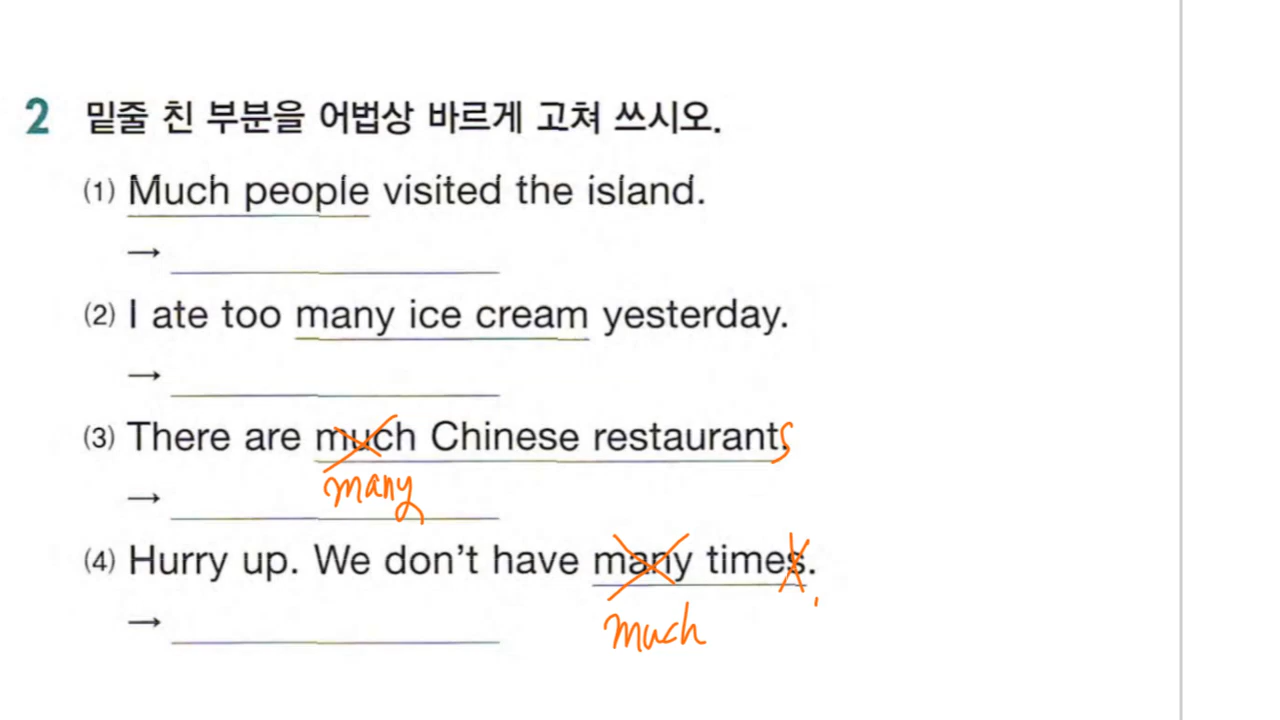 2 밑줄 친 부분을 어법상 바르게 고쳐 쓰시오.
(1) Much people visited the island.
→
(2) I ate too many ice cream yesterday.
→
(3) There are much Chinese restaurants
many
→
(4) Hurry up. We don't have many times.
much
→